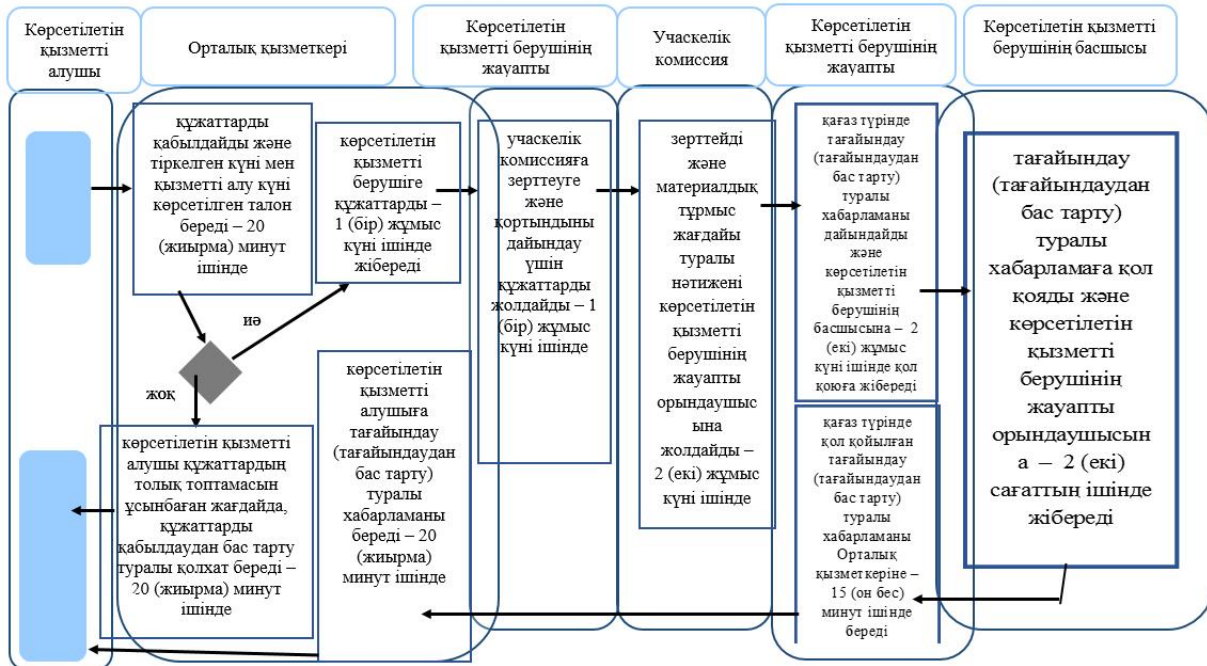 Көрсетілетін
қызметті
алушы
Орталық қызметкері
Көрсетілетін
қызметті берушінің
жауапты
Учаскелік
комиссия
Көрсетілетін
қызметті берушінің
жауапты
Көрсетілетін қызметті
берушінің басшысы
құжаттарды
қабылдайды және
тіркелген күні мен
қызметті алу күні
көрсетілген талон
береді – 20
(жиырма) минут
ішінде
көрсетілетін
қызметті
берушіге
құжаттарды –
1 (бір) жұмыс
күні ішінде
жібереді
учаскелік
комиссияға
зерттеуге
және
қортындыны
дайындау
үшін
құжаттарды
жолдайды – 1
(бір) жұмыс
күні ішінде
зерттейді
және
материалдық
тұрмыс
жағдайы
туралы
нәтижені
көрсетілетін
қызметті
берушінің
жауапты
орындаушыс
ына
жолдайды –
2 (екі) жұмыс
күні ішінде
қағаз түрінде
тағайындау
(тағайындаудан
бас тарту)
туралы
хабарламаны
дайындайды
және
көрсетілетін
қызметті
берушінің
басшысына – 2
(екі) жұмыс
күні ішінде қол
қоюға жібереді
тағайындау
(тағайындаудан
бас тарту)
туралы
хабарламаға қол
қояды және
көрсетілетін
қызметті
берушінің
жауапты
орындаушысын
а – 2 (екі)
сағаттың ішінде
жібереді
иә
жоқ
көрсетілетін қызметті
алушы құжаттардың
толық топтамасын
ұсынбаған жағдайда,
құжаттарды
қабылдаудан бас тарту
туралы қолхат береді –
20 (жиырма) минут
ішінде
көрсетілетін
қызметті
алушыға
тағайындау
(тағайындаудан
бас тарту)
туралы
хабарламаны
береді – 20
(жиырма)
минут ішінде
қағаз түрінде
қол қойылған
тағайындау
(тағайындаудан
бас тарту)
туралы
хабарламаны
Орталық
қызметкеріне –
15 (он бес)
минут ішінде
береді